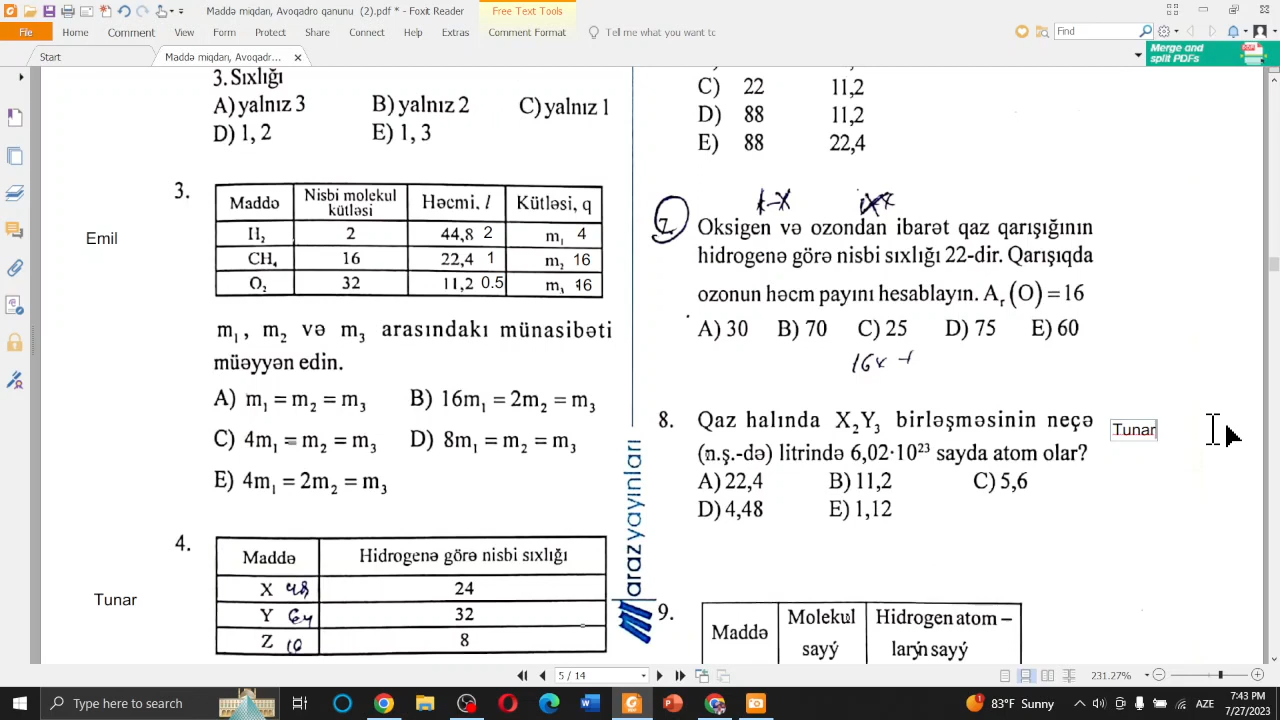 Maddə miqdarı, Avoqadro qanunu (2).pdf * - Foxit Reader
Free Text Tools
File
Home
Comment
View
Form
Protect
Share
Connect
Help
Extras
Comment Format
Tell me what you want to
Find
Start
Maddə miqdarı, Avoqadr...
Merge and
split PDFs
3. Sıxlığı
A) yalnız 3 B) yalnız 2 C) yalnız 1
D) 1, 2 E) 1, 3
3.
Maddə Nisbi molekul kütləsi Həcmi, l Kütləsi, q
H₂ 2 44,8 2 m₁ 4
CH₄ 16 22,4 1 m₂ 16
O₂ 32 11,2 0.5 m₃ 16
Emil
m₁, m₂ və m₃ arasındakı münasibəti
müəyyən edin.
A) m₁ = m₂ = m₃ B) 16m₁ = 2m₂ = m₃
C) 4m₁ = m₂ = m₃ D) 8m₁ = m₂ = m₃
E) 4m₁ = 2m₂ = m₃
4.
Maddə Hidrogenə görə nisbi sıxlığı
X 48 24
Y 64 32
Z 8
Tunar
araz yayınları
C) 22 11,2
D) 88 11,2
E) 88 22,4
1-x
7.
Oksigen və ozondan ibarət qaz qarışığının
hidrogenə görə nisbi sıxlığı 22-dir. Qarışıqda
ozonun həcm payını hesablayın. Aᵣ(O) = 16
A) 30 B) 70 C) 25 D) 75 E) 60
16x +
8. Qaz halında X₂Y₃ birləşməsinin neçə
(n.ş.-də) litrində 6,02·10²³ sayda atom olar?
A) 22,4 B) 11,2 C) 5,6
D) 4,48 E) 1,12
Tunar
9.
Maddə Molekul sayý Hidrogen atom – larýn sayý
5 / 14
231.27%
Type here to search
83°F Sunny
AZE
7:43 PM
7/27/2023